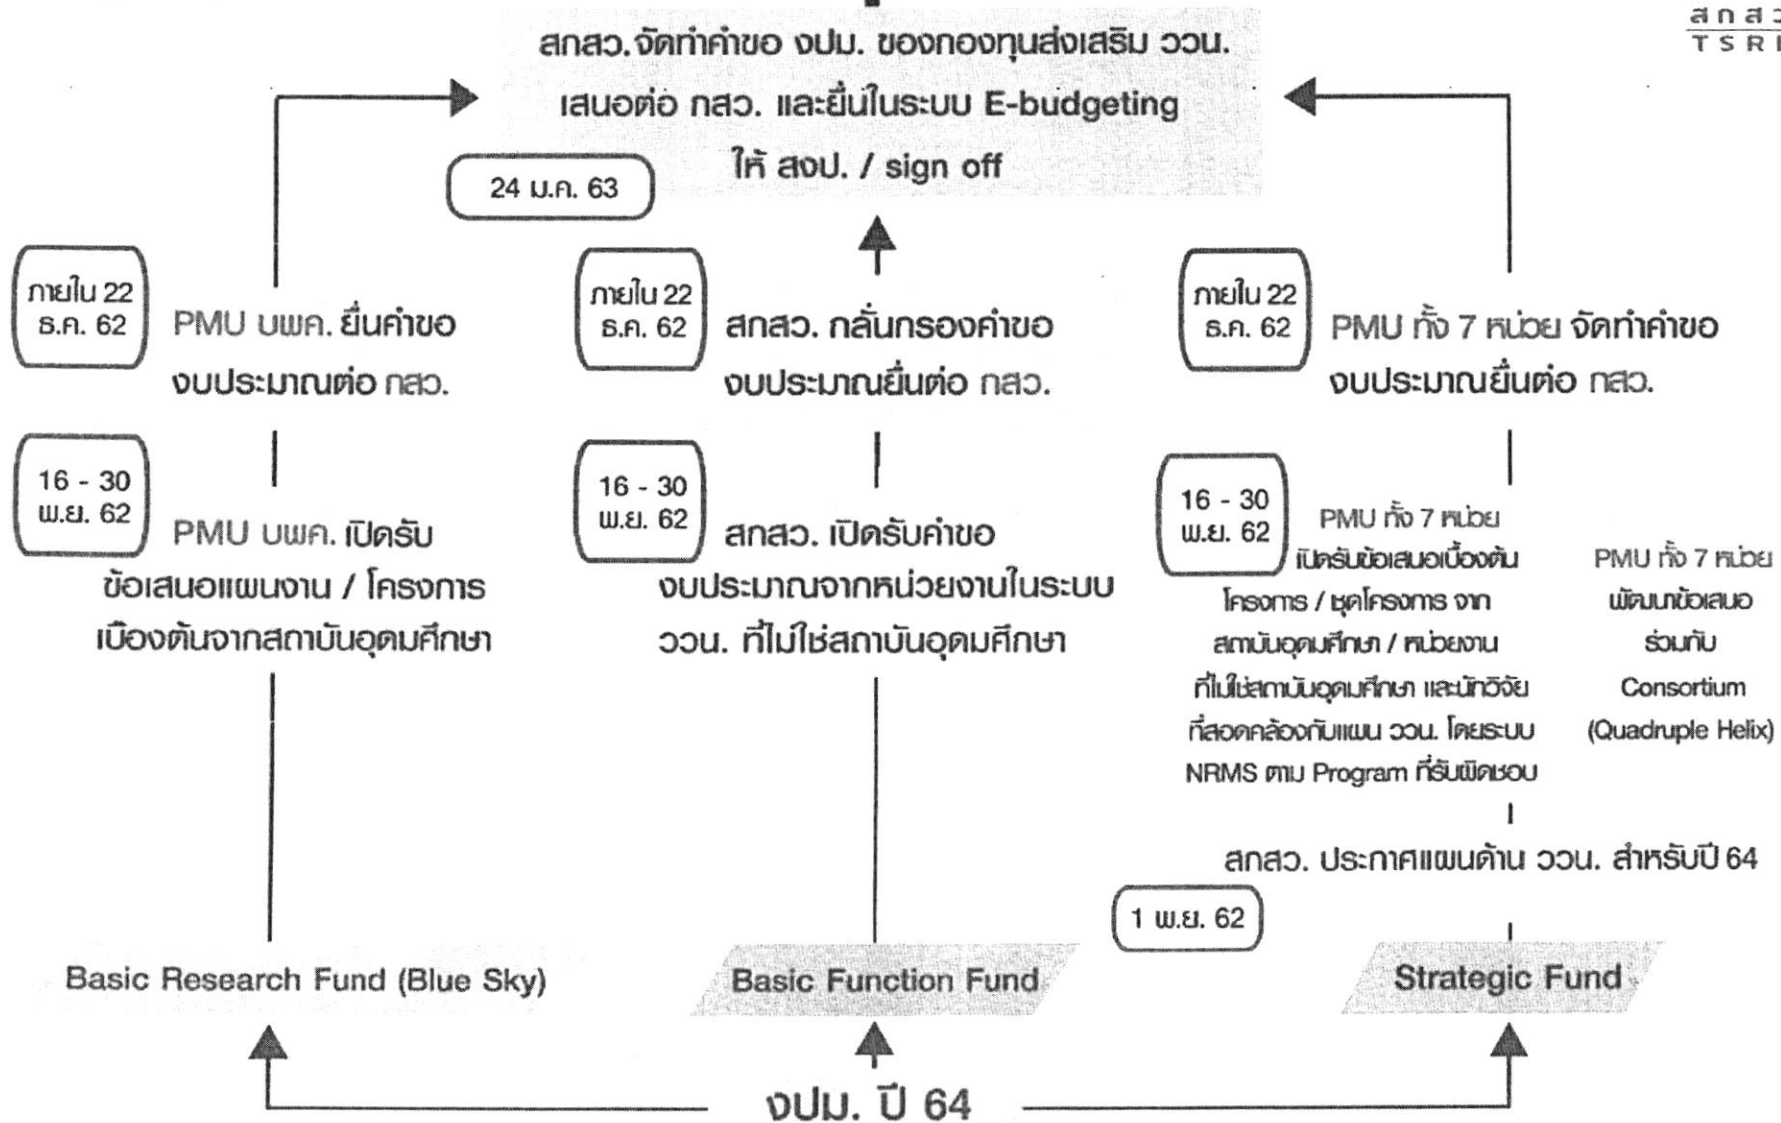 สกสว
TSRI
สกสว.จัดทำคำขอ งปม. ของกองทุนส่งเสริม ววน.
เสนอต่อ กสว. และยื่นในระบบ E-budgeting
ให้ สงป. / sign off
24 ม.ค. 63
ภายใน 22
ธ.ค. 62
PMU บพค. ยื่นคำขอ
งบประมาณต่อ กสว.
ภายใน 22
ธ.ค. 62
สกสว. กลั่นกรองคำขอ
งบประมาณยื่นต่อ กสว.
ภายใน 22
ธ.ค. 62
PMU ทั้ง 7 หน่วย จัดทำคำขอ
งบประมาณยื่นต่อ กสว.
16 - 30
พ.ย. 62
PMU บพค. เปิดรับ
ข้อเสนอแผนงาน / โครงการ
เบื้องต้นจากสถาบันอุดมศึกษา
16 - 30
พ.ย. 62
สกสว. เปิดรับคำขอ
งบประมาณจากหน่วยงานในระบบ
ววน. ที่ไม่ใช่สถาบันอุดมศึกษา
16 - 30
พ.ย. 62
PMU ทั้ง 7 หน่วย
เปิดรับข้อเสนอเบื้องต้น
โครงการ / ชุดโครงการ จาก
สถาบันอุดมศึกษา / หน่วยงาน
ที่ไม่ใช่สถาบันอุดมศึกษา และนักวิจัย
ที่สอดคล้องกับแผน ววน. โดยระบบ
NRMS ตาม Program ที่รับผิดชอบ
PMU ทั้ง 7 หน่วย
พัฒนาข้อเสนอ
ร่วมกับ
Consortium
(Quadruple Helix)
สกสว. ประกาศแผนด้าน ววน. สำหรับปี 64
1 พ.ย. 62
Basic Research Fund (Blue Sky)
Basic Function Fund
Strategic Fund
งปม. ปี 64